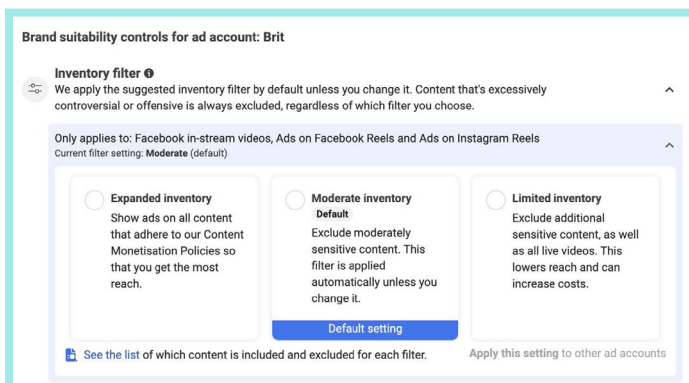 Brand suitability controls for ad account: Brit
Inventory filter
We apply the suggested inventory filter by default unless you change it. Content that's excessively
controversial or offensive is always excluded, regardless of which filter you choose.
Only applies to: Facebook in-stream videos, Ads on Facebook Reels and Ads on Instagram Reels
Current filter setting: Moderate (default)
Expanded inventory
Show ads on all content
that adhere to our Content
Monetisation Policies so
that you get the most
reach.
Moderate inventory
Default
Exclude moderately
sensitive content. This
filter is applied
automatically unless you
change it.
Default setting
Limited inventory
Exclude additional
sensitive content, as well
as all live videos. This
lowers reach and can
increase costs.
See the list of which content is included and excluded for each filter.
Apply this setting to other ad accounts